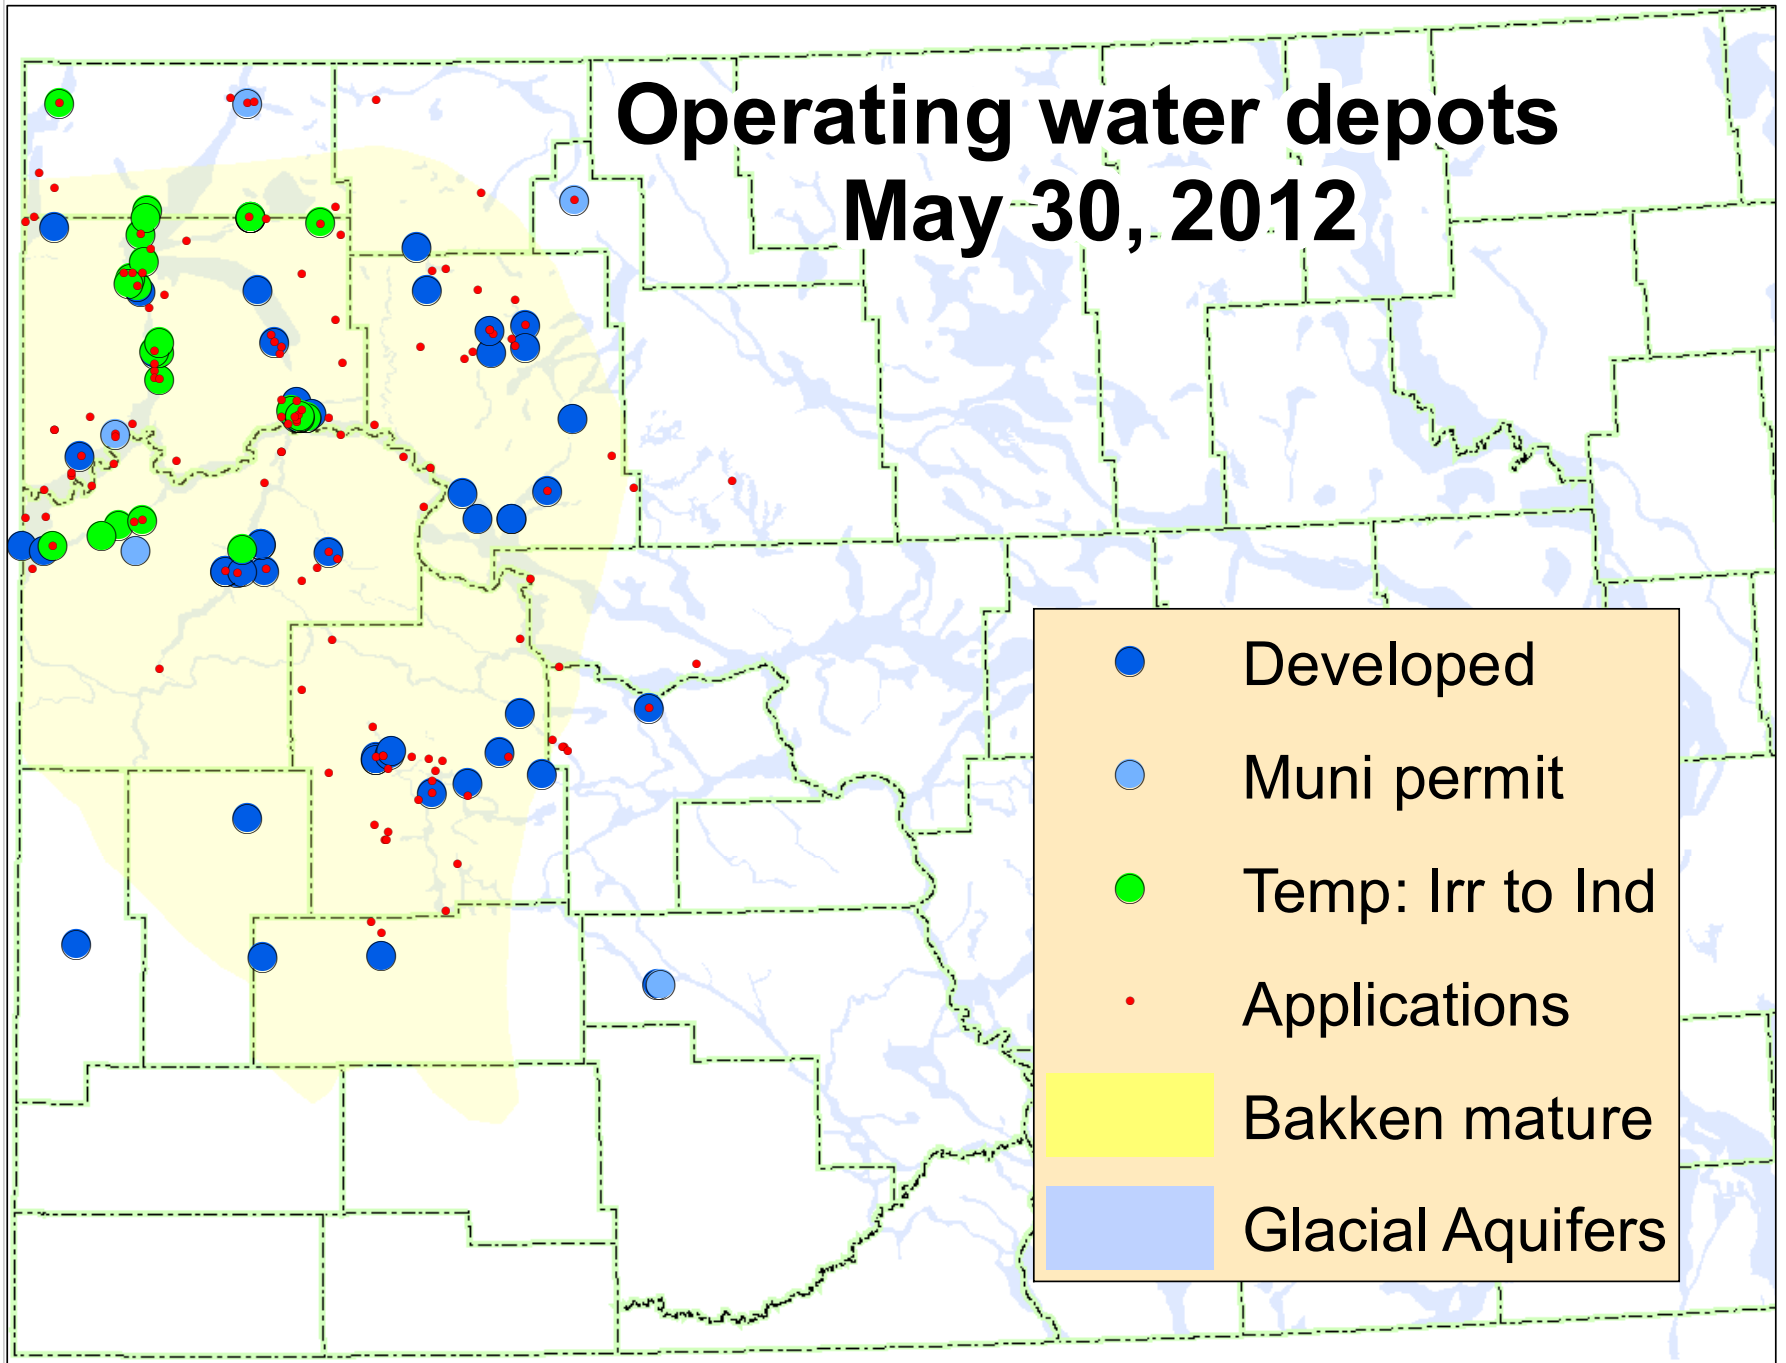 Operating water depots
May 30, 2012
Developed
Muni permit
Temp: Irr to Ind
Applications
Bakken mature
Glacial Aquifers